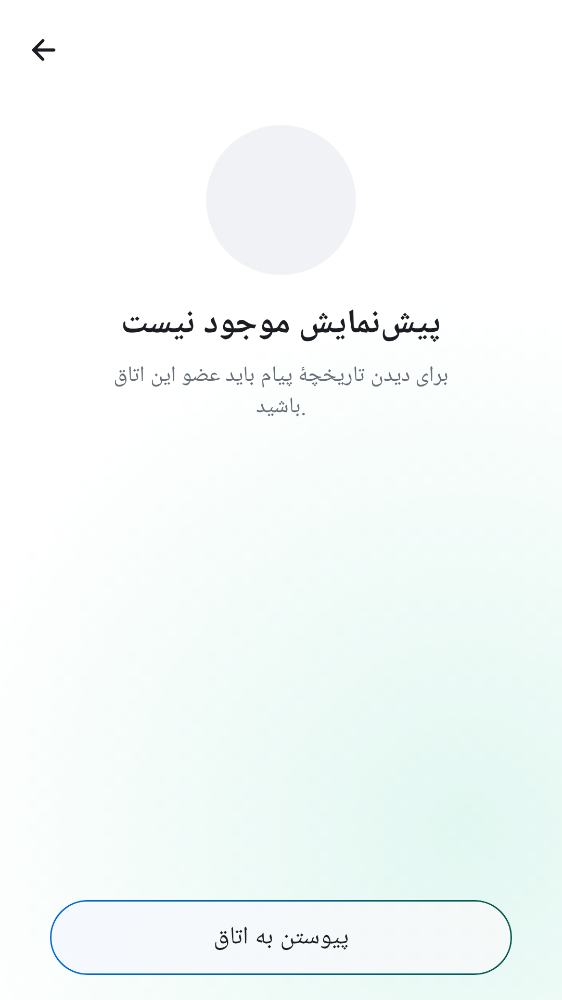 پیش‌نمایش موجود نیست
برای دیدن تاریخچهٔ پیام باید عضو این اتاق
باشید.
پیوستن به اتاق